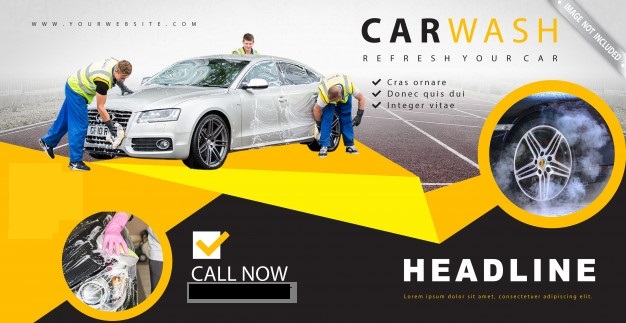 WWW.YOURWEBSITE.COM
CARWASH
REFRESH YOUR CAR
Cras ornare
Donec quis dui
Integer vitae
IMAGE NOT INCLUDED
CALL NOW
HEADLINE
Lorem ipsum dolor sit amet, consectetuer adipiscing elit.